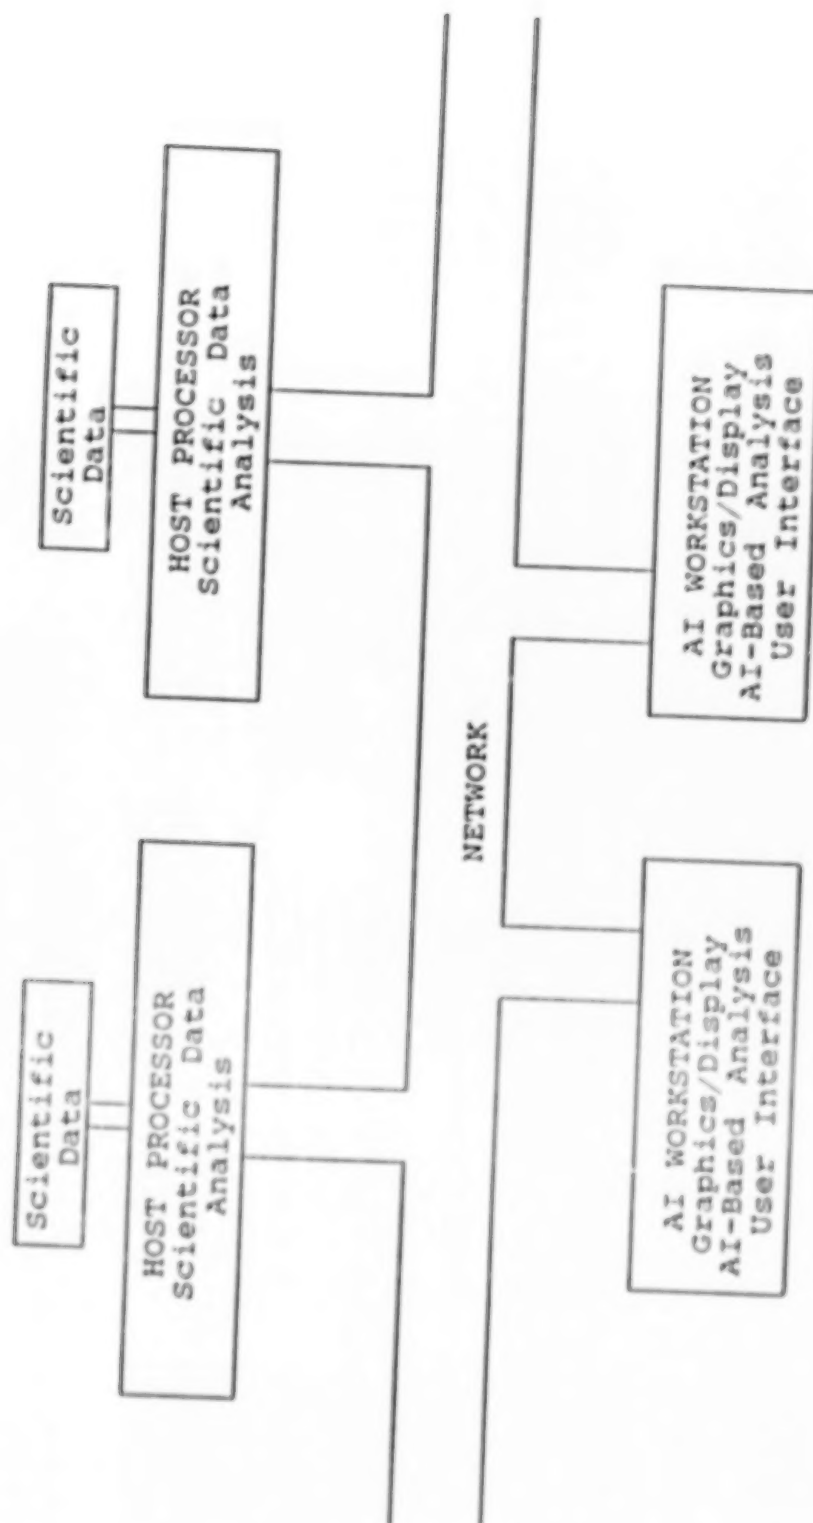 Scientific
Data
HOST PROCESSOR
Scientific Data
Analysis
Scientific
Data
HOST PROCESSOR
Scientific Data
Analysis
NETWORK
AI WORKSTATION
Graphics/Display
AI-Based Analysis
User Interface
AI WORKSTATION
Graphics/Display
AI-Based Analysis
User Interface